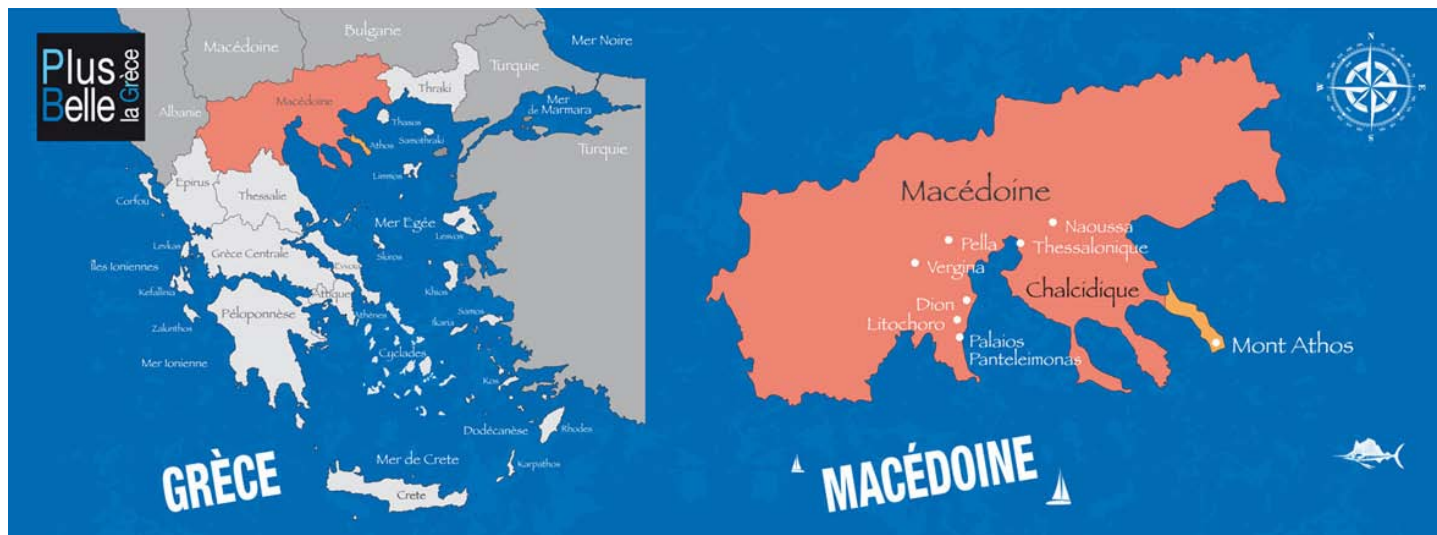 Plus
Belle
la Grèce
Macédoine
Bulgarie
Mer Noire
Turquie
Thraki
Macédoine
Albanie
Mer
de Marmara
Thasos
Samothraki
Athos
Turquie
Limnos
Epirus
Thessalie
Corfou
Mer Egée
Lesvos
Levkas
Grèce Centrale
Skiros
Evvoia
Îles Ioniennes
Kefallinia
Attique
Khios
Péloponnèse
Athènes
Samos
Ikaria
Zakinthos
Cyclades
Mer Ionienne
Kos
Dodécanèse
Rhodes
Mer de Crete
Karpathos
Crete
GRÈCE
N
W
E
S
Macédoine
Naoussa
Pella
Thessalonique
Vergina
Chalcidique
Dion
Litochoro
Palaios
Panteleimonas
Mont Athos
MACÉDOINE